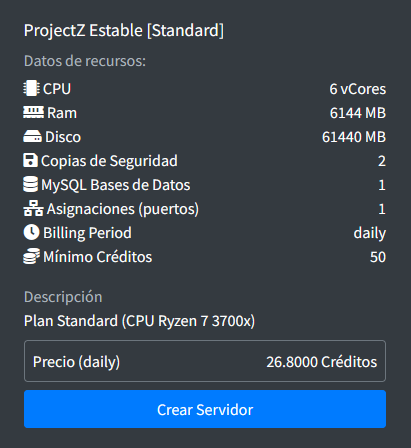 ProjectZ Estable [Standard]
Datos de recursos:
CPU 6 vCores
Ram 6144 MB
Disco 61440 MB
Copias de Seguridad 2
MySQL Bases de Datos 1
Asignaciones (puertos) 1
Billing Period daily
Mínimo Créditos 50
Descripción
Plan Standard (CPU Ryzen 7 3700x)
Precio (daily) 26.8000 Créditos
Crear Servidor